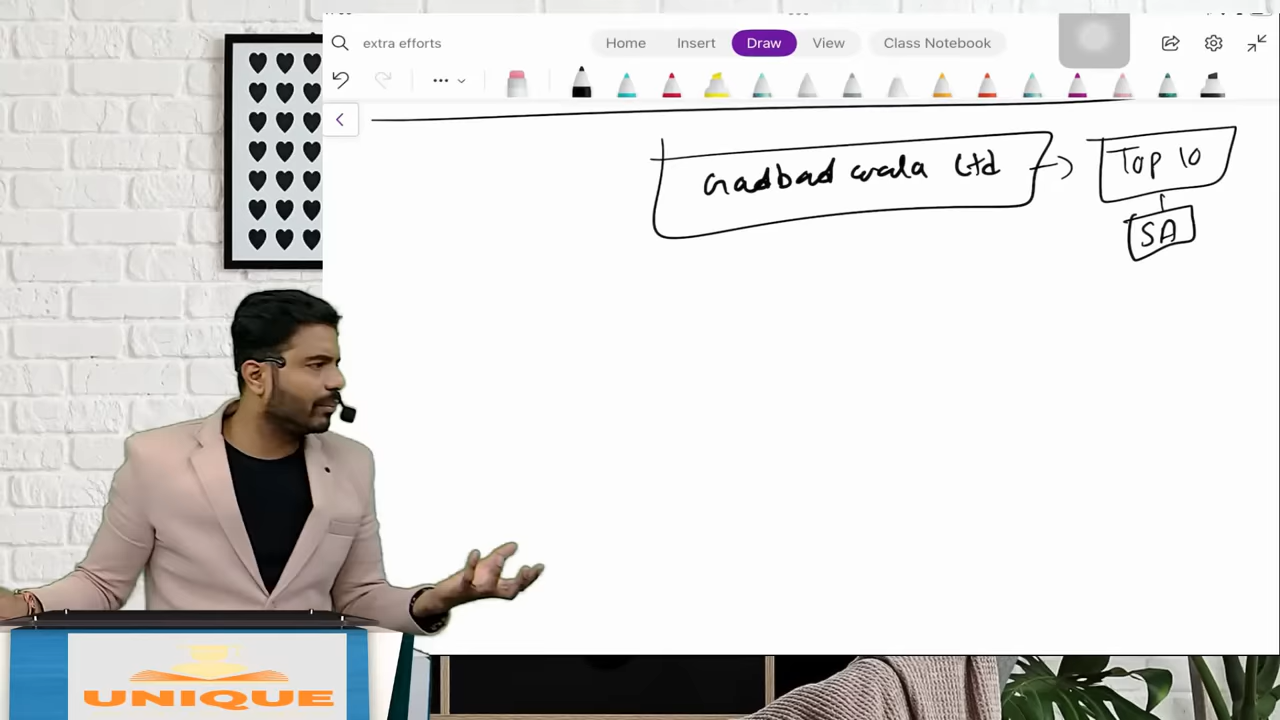 extra efforts
Home Insert Draw View Class Notebook
Gadbad wala Ltd → Top 10
SA
UNIQUE